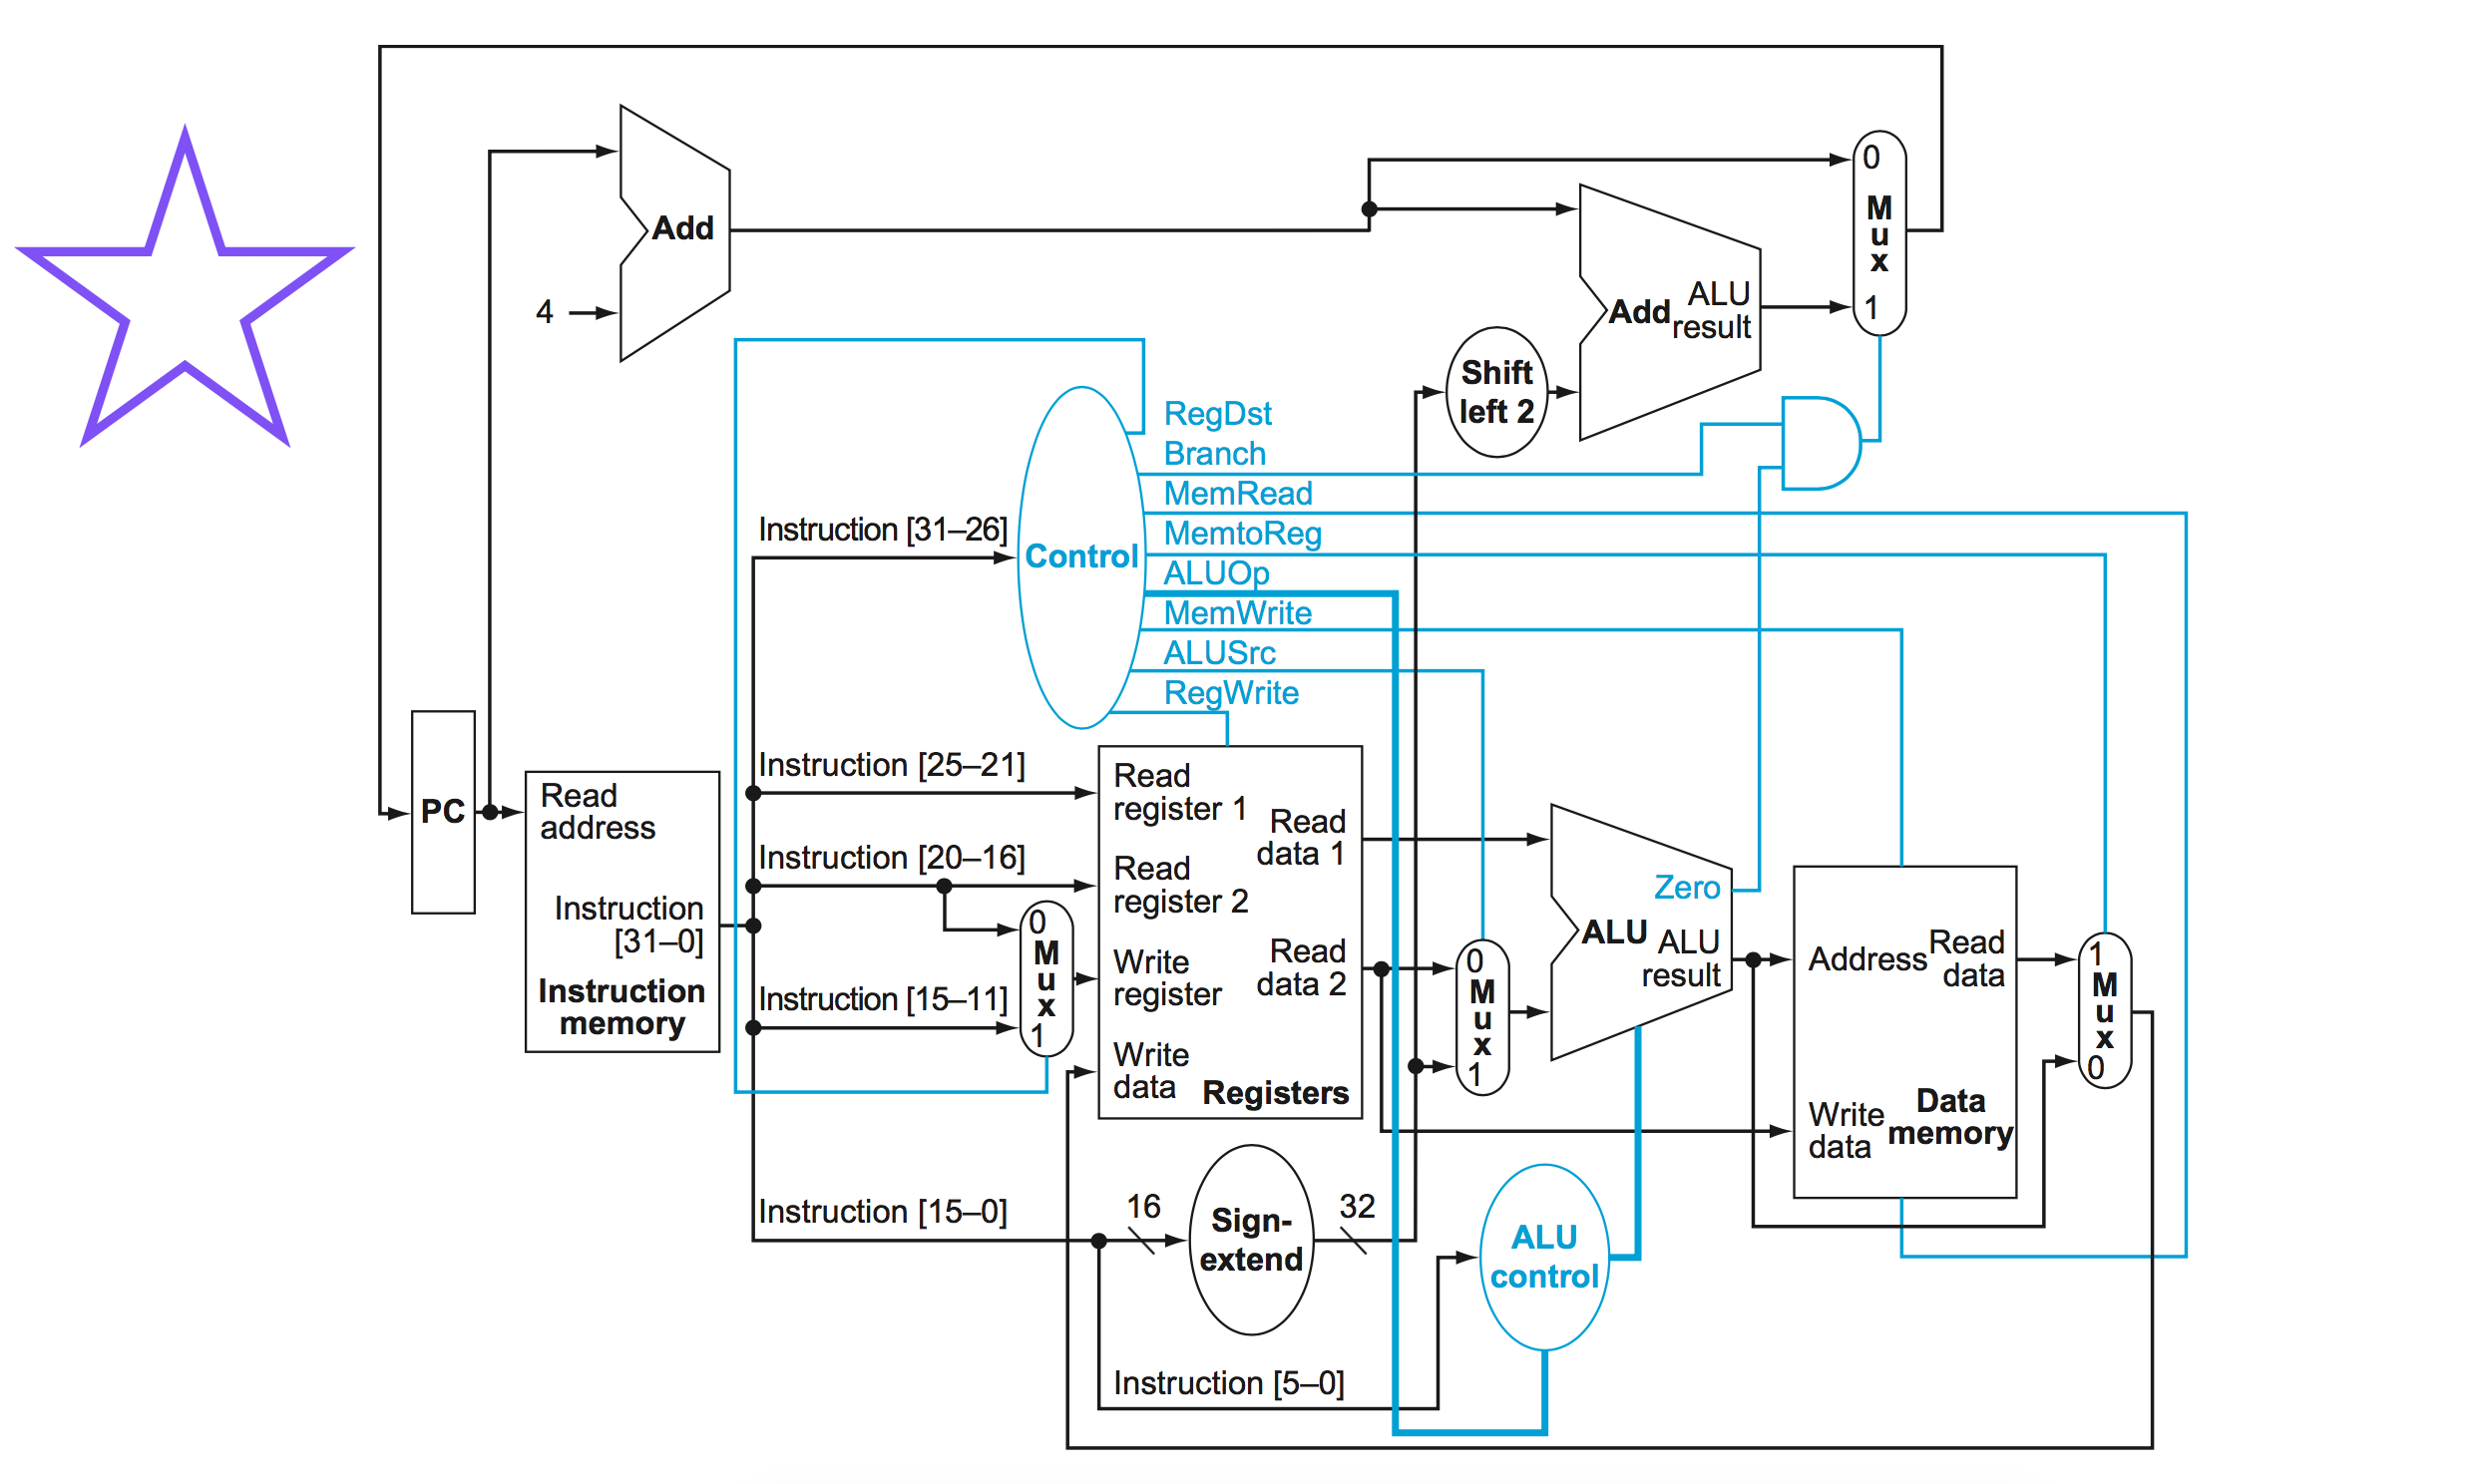 Add
4
0
M
u
x
1
Add
ALU
result
Shift
left 2
RegDst
Branch
MemRead
MemtoReg
ALUOp
MemWrite
ALUSrc
RegWrite
Control
Instruction [31–26]
Instruction [25–21]
Instruction [20–16]
Instruction [15–11]
Instruction [15–0]
Instruction [5–0]
PC
Read
address
Instruction
[31–0]
Instruction
memory
0
M
u
x
1
Read
register 1
Read
register 2
Write
register
Write
data
Read
data 1
Read
data 2
Registers
0
M
u
x
1
Zero
ALU
ALU
result
Address
Read
data
Write
data
Data
memory
1
M
u
x
0
16
Sign-
extend
32
ALU
control